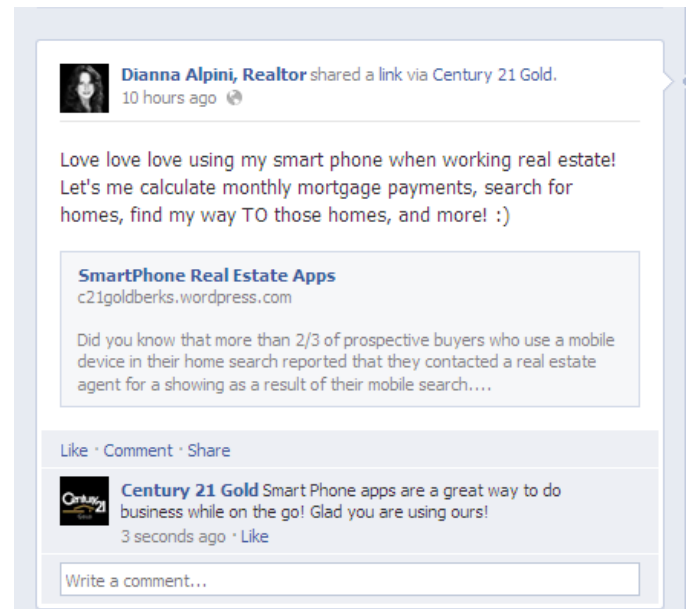 Dianna Alpini, Realtor shared a link via Century 21 Gold.
10 hours ago
Love love love using my smart phone when working real estate!
Let's me calculate monthly mortgage payments, search for
homes, find my way TO those homes, and more! :)
SmartPhone Real Estate Apps
c21goldberks.wordpress.com
Did you know that more than 2/3 of prospective buyers who use a mobile
device in their home search reported that they contacted a real estate
agent for a showing as a result of their mobile search....
Like · Comment · Share
Century 21 Gold Smart Phone apps are a great way to do
business while on the go! Glad you are using ours!
3 seconds ago · Like
Write a comment...